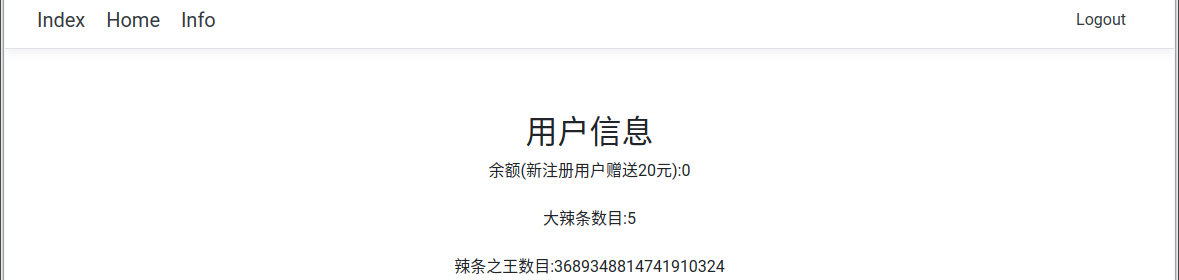 Index Home Info Logout
用户信息
余额(新注册用户赠送20元):0
大辣条数目:5
辣条之王数目:3689348814741910324